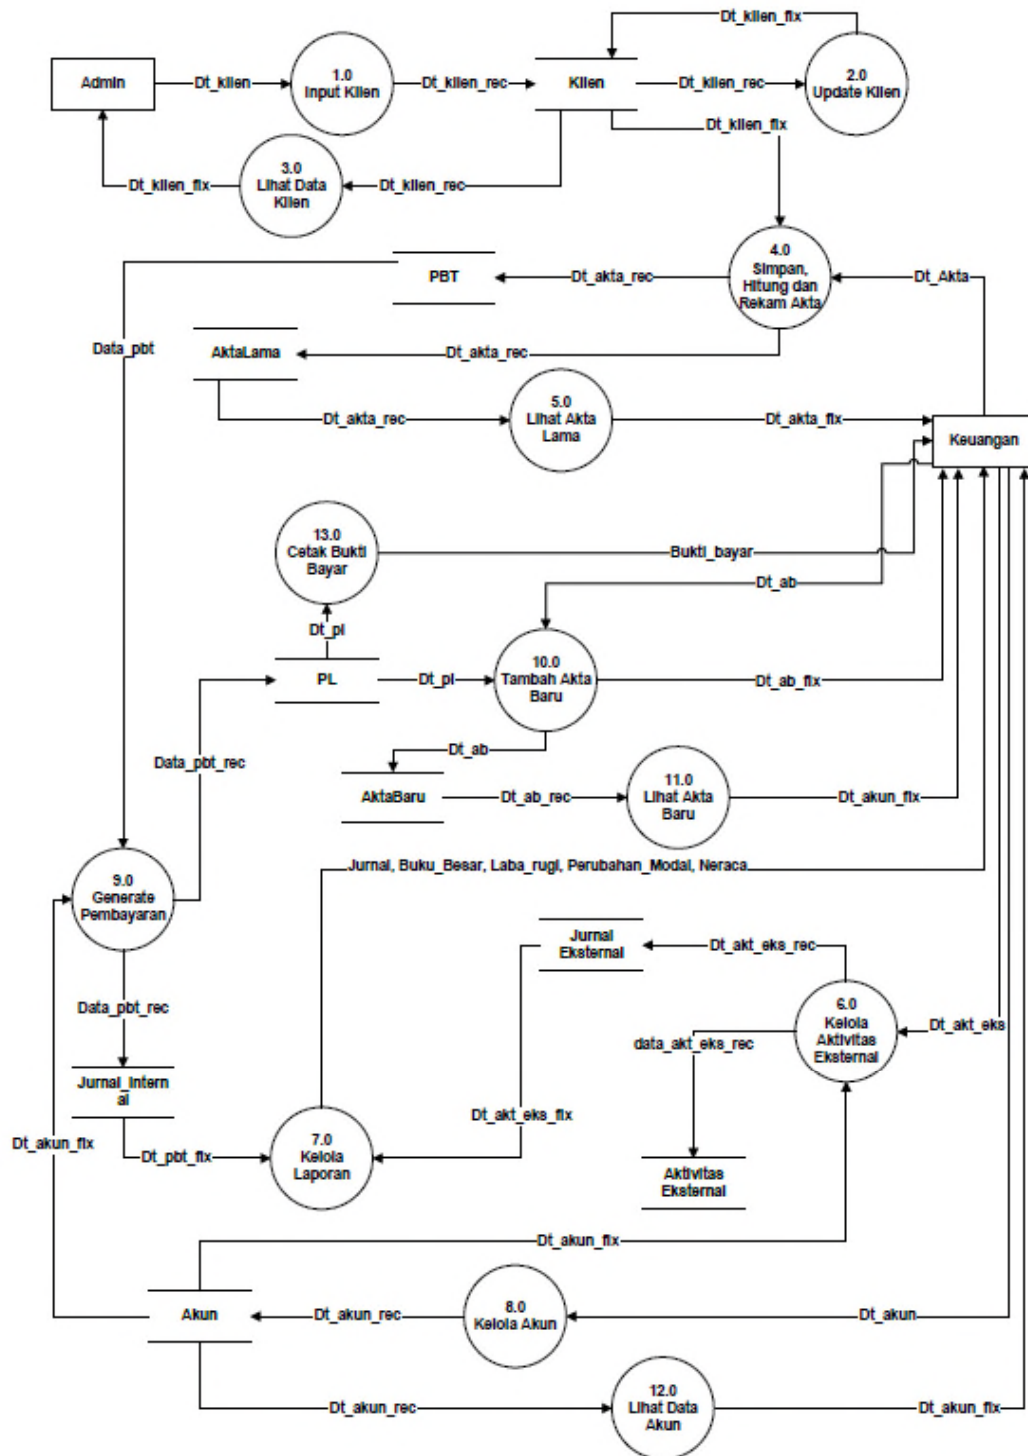 Dt_klien_fix
Admin
Dt_klien
1.0
Input Klien
Dt_klien_rec
Klien
Dt_klien_rec
2.0
Update Klien
Dt_klien_fix
3.0
Lihat Data
Klien
Dt_klien_fix
Dt_klien_rec
4.0
Simpan,
Hitung dan
Rekam Akta
PBT
Dt_akta_rec
Dt_Akta
Data_pbt
AktaLama
Dt_akta_rec
5.0
Lihat Akta
Lama
Dt_akta_rec
Dt_akta_fix
Keuangan
13.0
Cetak Bukti
Bayar
Bukti_bayar
Dt_ab
Dt_pl
PL
Dt_pl
10.0
Tambah Akta
Baru
Dt_ab_fix
Dt_ab
Data_pbt_rec
AktaBaru
Dt_ab_rec
11.0
Lihat Akta
Baru
Dt_akun_fix
Jurnal, Buku_Besar, Laba_rugi, Perubahan_Modal, Neraca
9.0
Generate
Pembayaran
Jurnal
Eksternal
Dt_akt_eks_rec
Data_pbt_rec
6.0
Kelola
Aktivitas
Eksternal
Dt_akt_eks
data_akt_eks_rec
Jurnal_Intern
al
Dt_akt_eks_fix
Dt_akun_fix
Dt_pbt_fix
7.0
Kelola
Laporan
Aktivitas
Eksternal
Dt_akun_fix
Akun
Dt_akun_rec
8.0
Kelola Akun
Dt_akun
Dt_akun_rec
12.0
Lihat Data
Akun
Dt_akun_fix